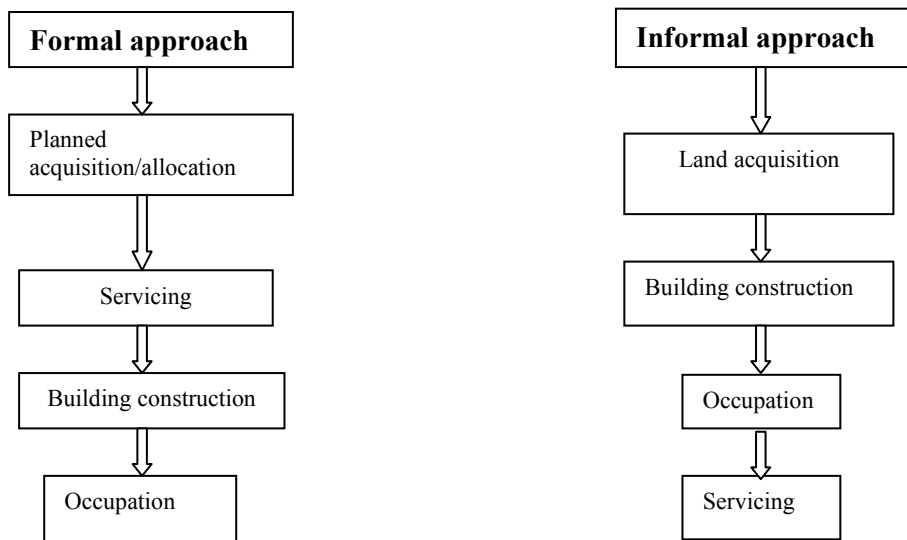 Formal approach
Planned
acquisition/allocation
Servicing
Building construction
Occupation
Informal approach
Land acquisition
Building construction
Occupation
Servicing